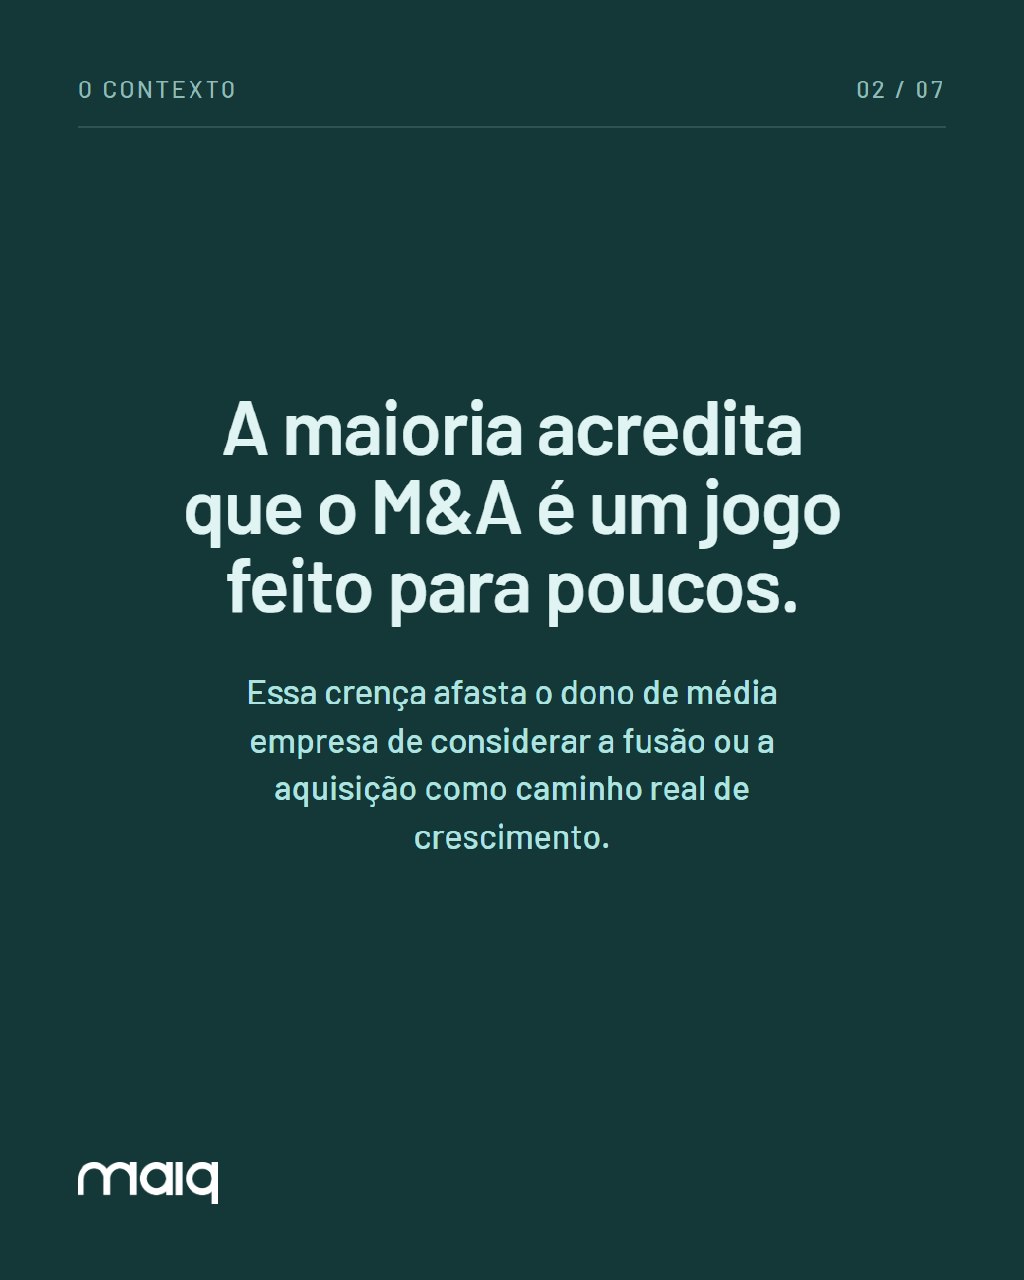 O CONTEXTO
02 / 07
A maioria acredita
que o M&A é um jogo
feito para poucos.
Essa crença afasta o dono de média
empresa de considerar a fusão ou a
aquisição como caminho real de
crescimento.
maiq